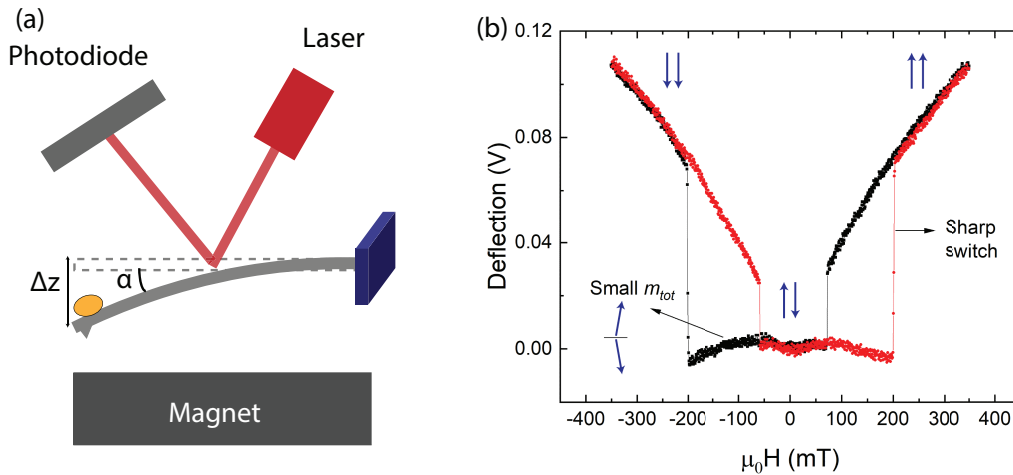 (a)
Photodiode
Laser
Δz
α
Magnet
(b)
0.12
0.08
0.04
0.00
Deflection (V)
Sharp
switch
Small m_tot
-400 -300 -200 -100 0 100 200 300 400
μ₀H (mT)